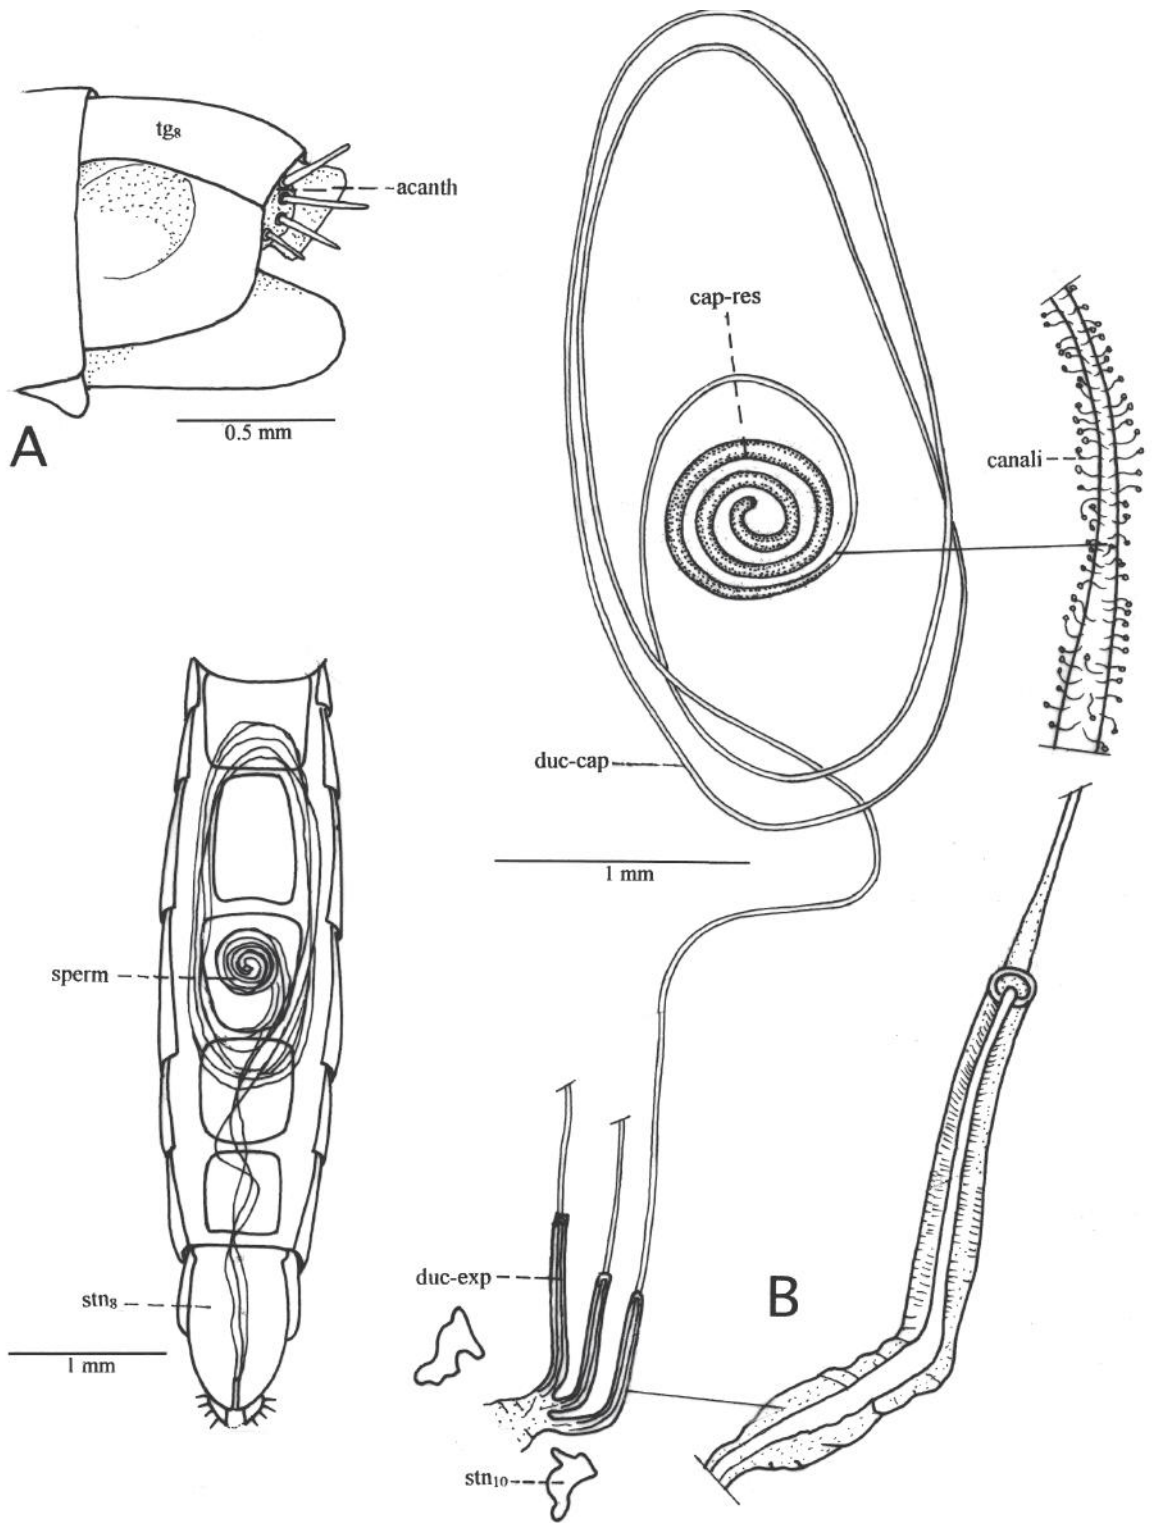 tg₈
acanth
0.5 mm
A
cap-res
canali
duc-cap
1 mm
sperm
duc-exp
B
stn₈
1 mm
stn₁₀